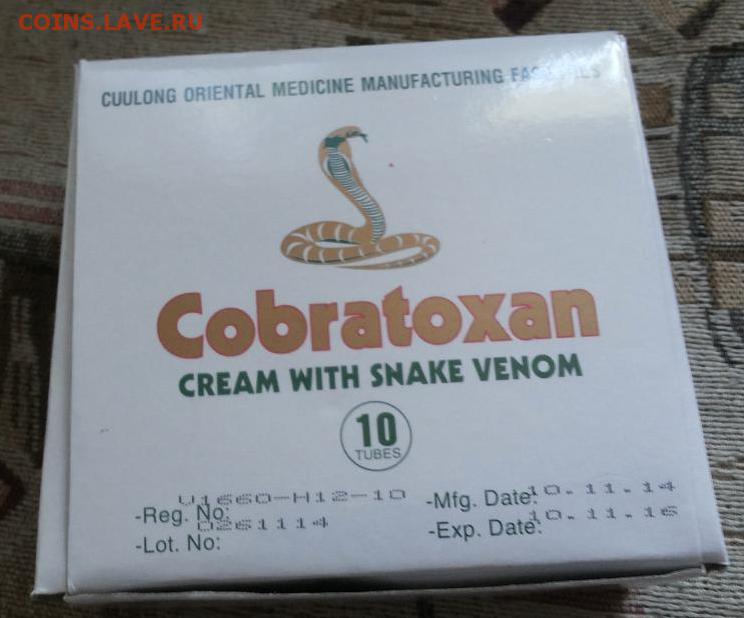 COINS.LAVE.RU
CUULONG ORIENTAL MEDICINE MANUFACTURING
Cobratoxan
CREAM WITH SNAKE VENOM
10
TUBES
-Reg. No: V1660-H12-10
-Lot. No: 0261114
-Mfg. Date: 10.11.14
-Exp. Date: 10.11.16